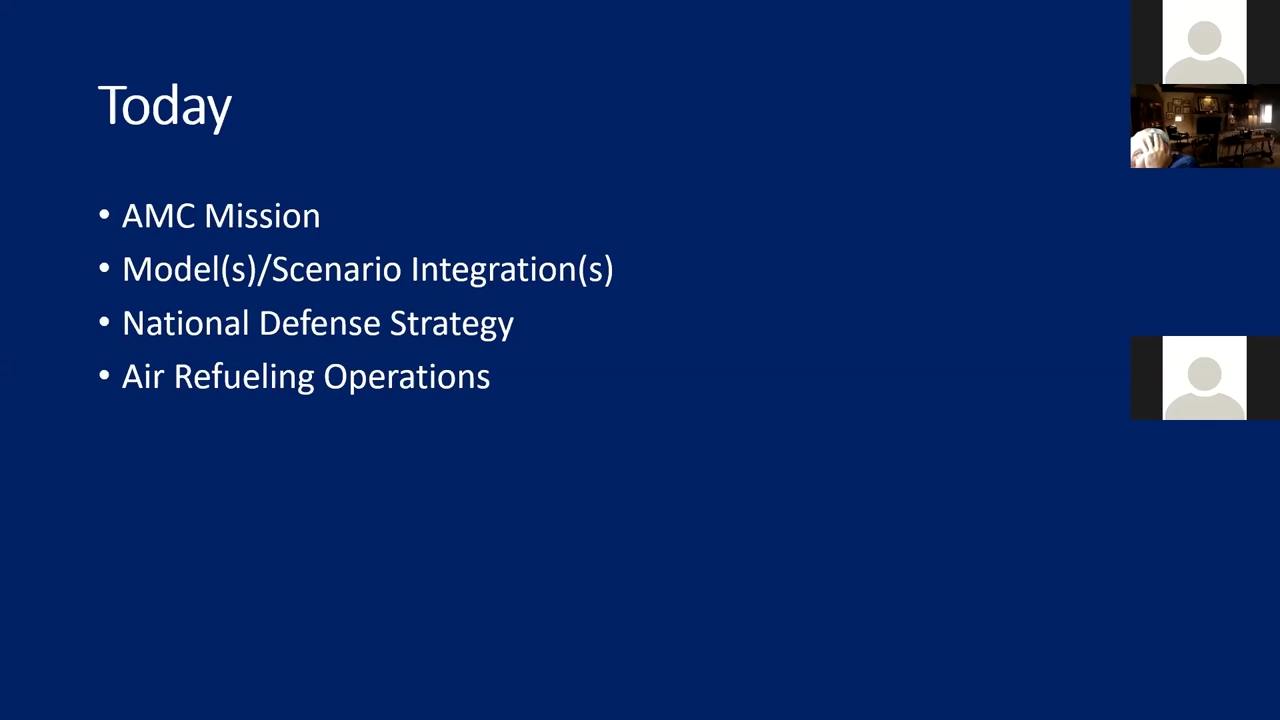 Today
• AMC Mission
• Model(s)/Scenario Integration(s)
• National Defense Strategy
• Air Refueling Operations